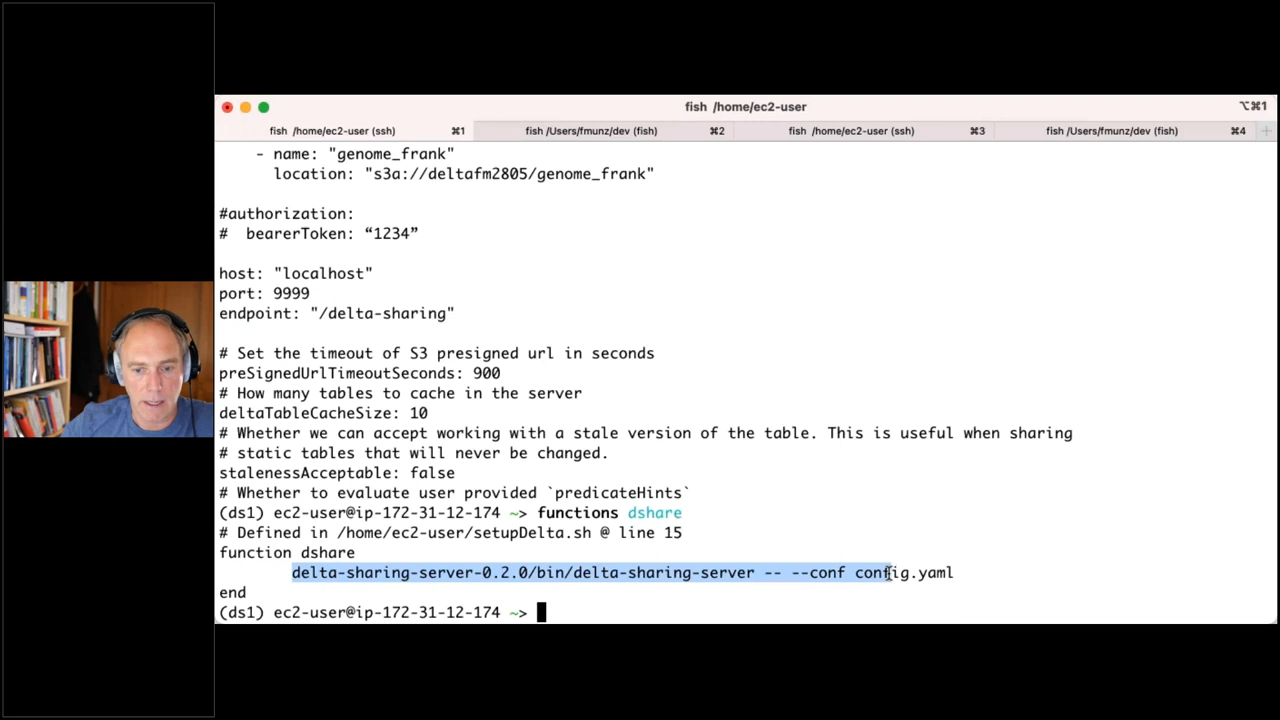 fish /home/ec2-user
⌥⌘1
fish /home/ec2-user (ssh) ⌘1 fish /Users/fmunz/dev (fish) ⌘2 fish /home/ec2-user (ssh) ⌘3 fish /Users/fmunz/dev (fish) ⌘4 +
- name: "genome_frank"
location: "s3a://deltafm2805/genome_frank"
#authorization:
#  bearerToken: “1234”
host: "localhost"
port: 9999
endpoint: "/delta-sharing"
# Set the timeout of S3 presigned url in seconds
preSignedUrlTimeoutSeconds: 900
# How many tables to cache in the server
deltaTableCacheSize: 10
# Whether we can accept working with a stale version of the table. This is useful when sharing
# static tables that will never be changed.
stalenessAcceptable: false
# Whether to evaluate user provided `predicateHints`
(ds1) ec2-user@ip-172-31-12-174 ~> functions dshare
# Defined in /home/ec2-user/setupDelta.sh @ line 15
function dshare
delta-sharing-server-0.2.0/bin/delta-sharing-server -- --conf config.yaml
end
(ds1) ec2-user@ip-172-31-12-174 ~>